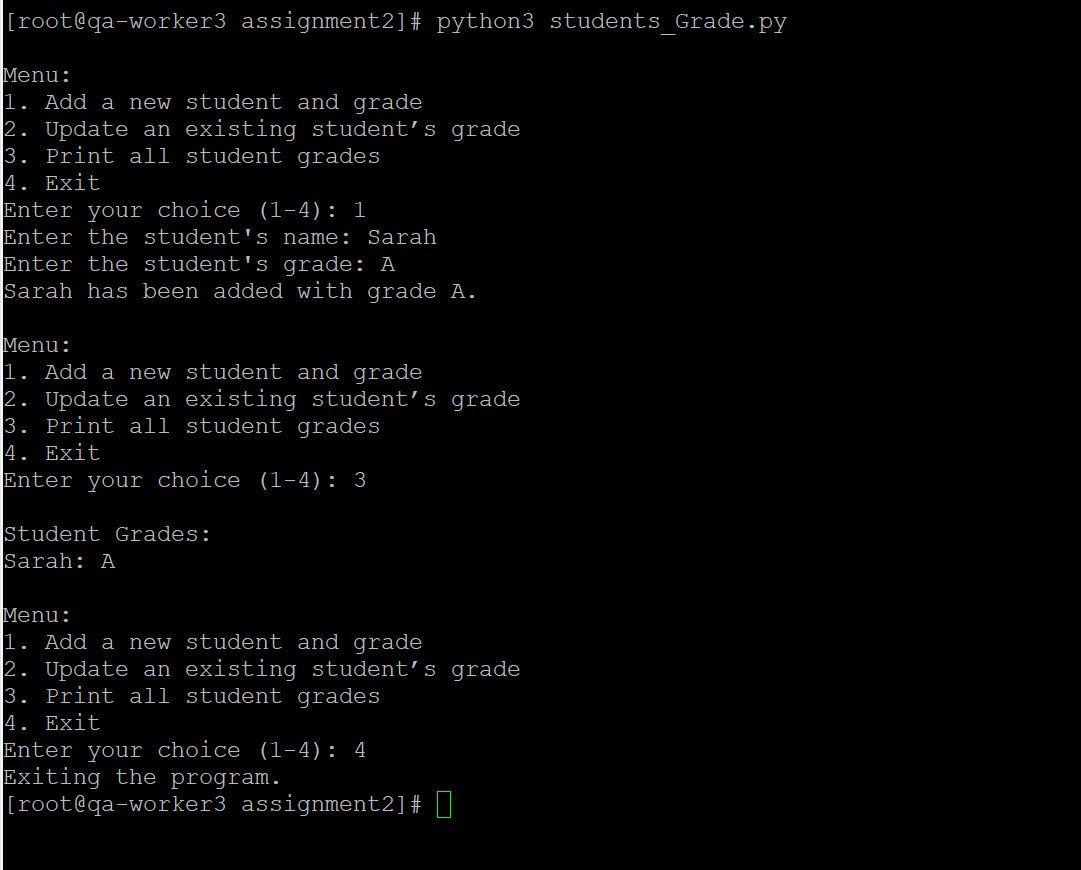 [root@qa-worker3 assignment2]# python3 students_Grade.py
Menu:
1. Add a new student and grade
2. Update an existing student’s grade
3. Print all student grades
4. Exit
Enter your choice (1-4): 1
Enter the student's name: Sarah
Enter the student's grade: A
Sarah has been added with grade A.
Menu:
1. Add a new student and grade
2. Update an existing student’s grade
3. Print all student grades
4. Exit
Enter your choice (1-4): 3
Student Grades:
Sarah: A
Menu:
1. Add a new student and grade
2. Update an existing student’s grade
3. Print all student grades
4. Exit
Enter your choice (1-4): 4
Exiting the program.
[root@qa-worker3 assignment2]#